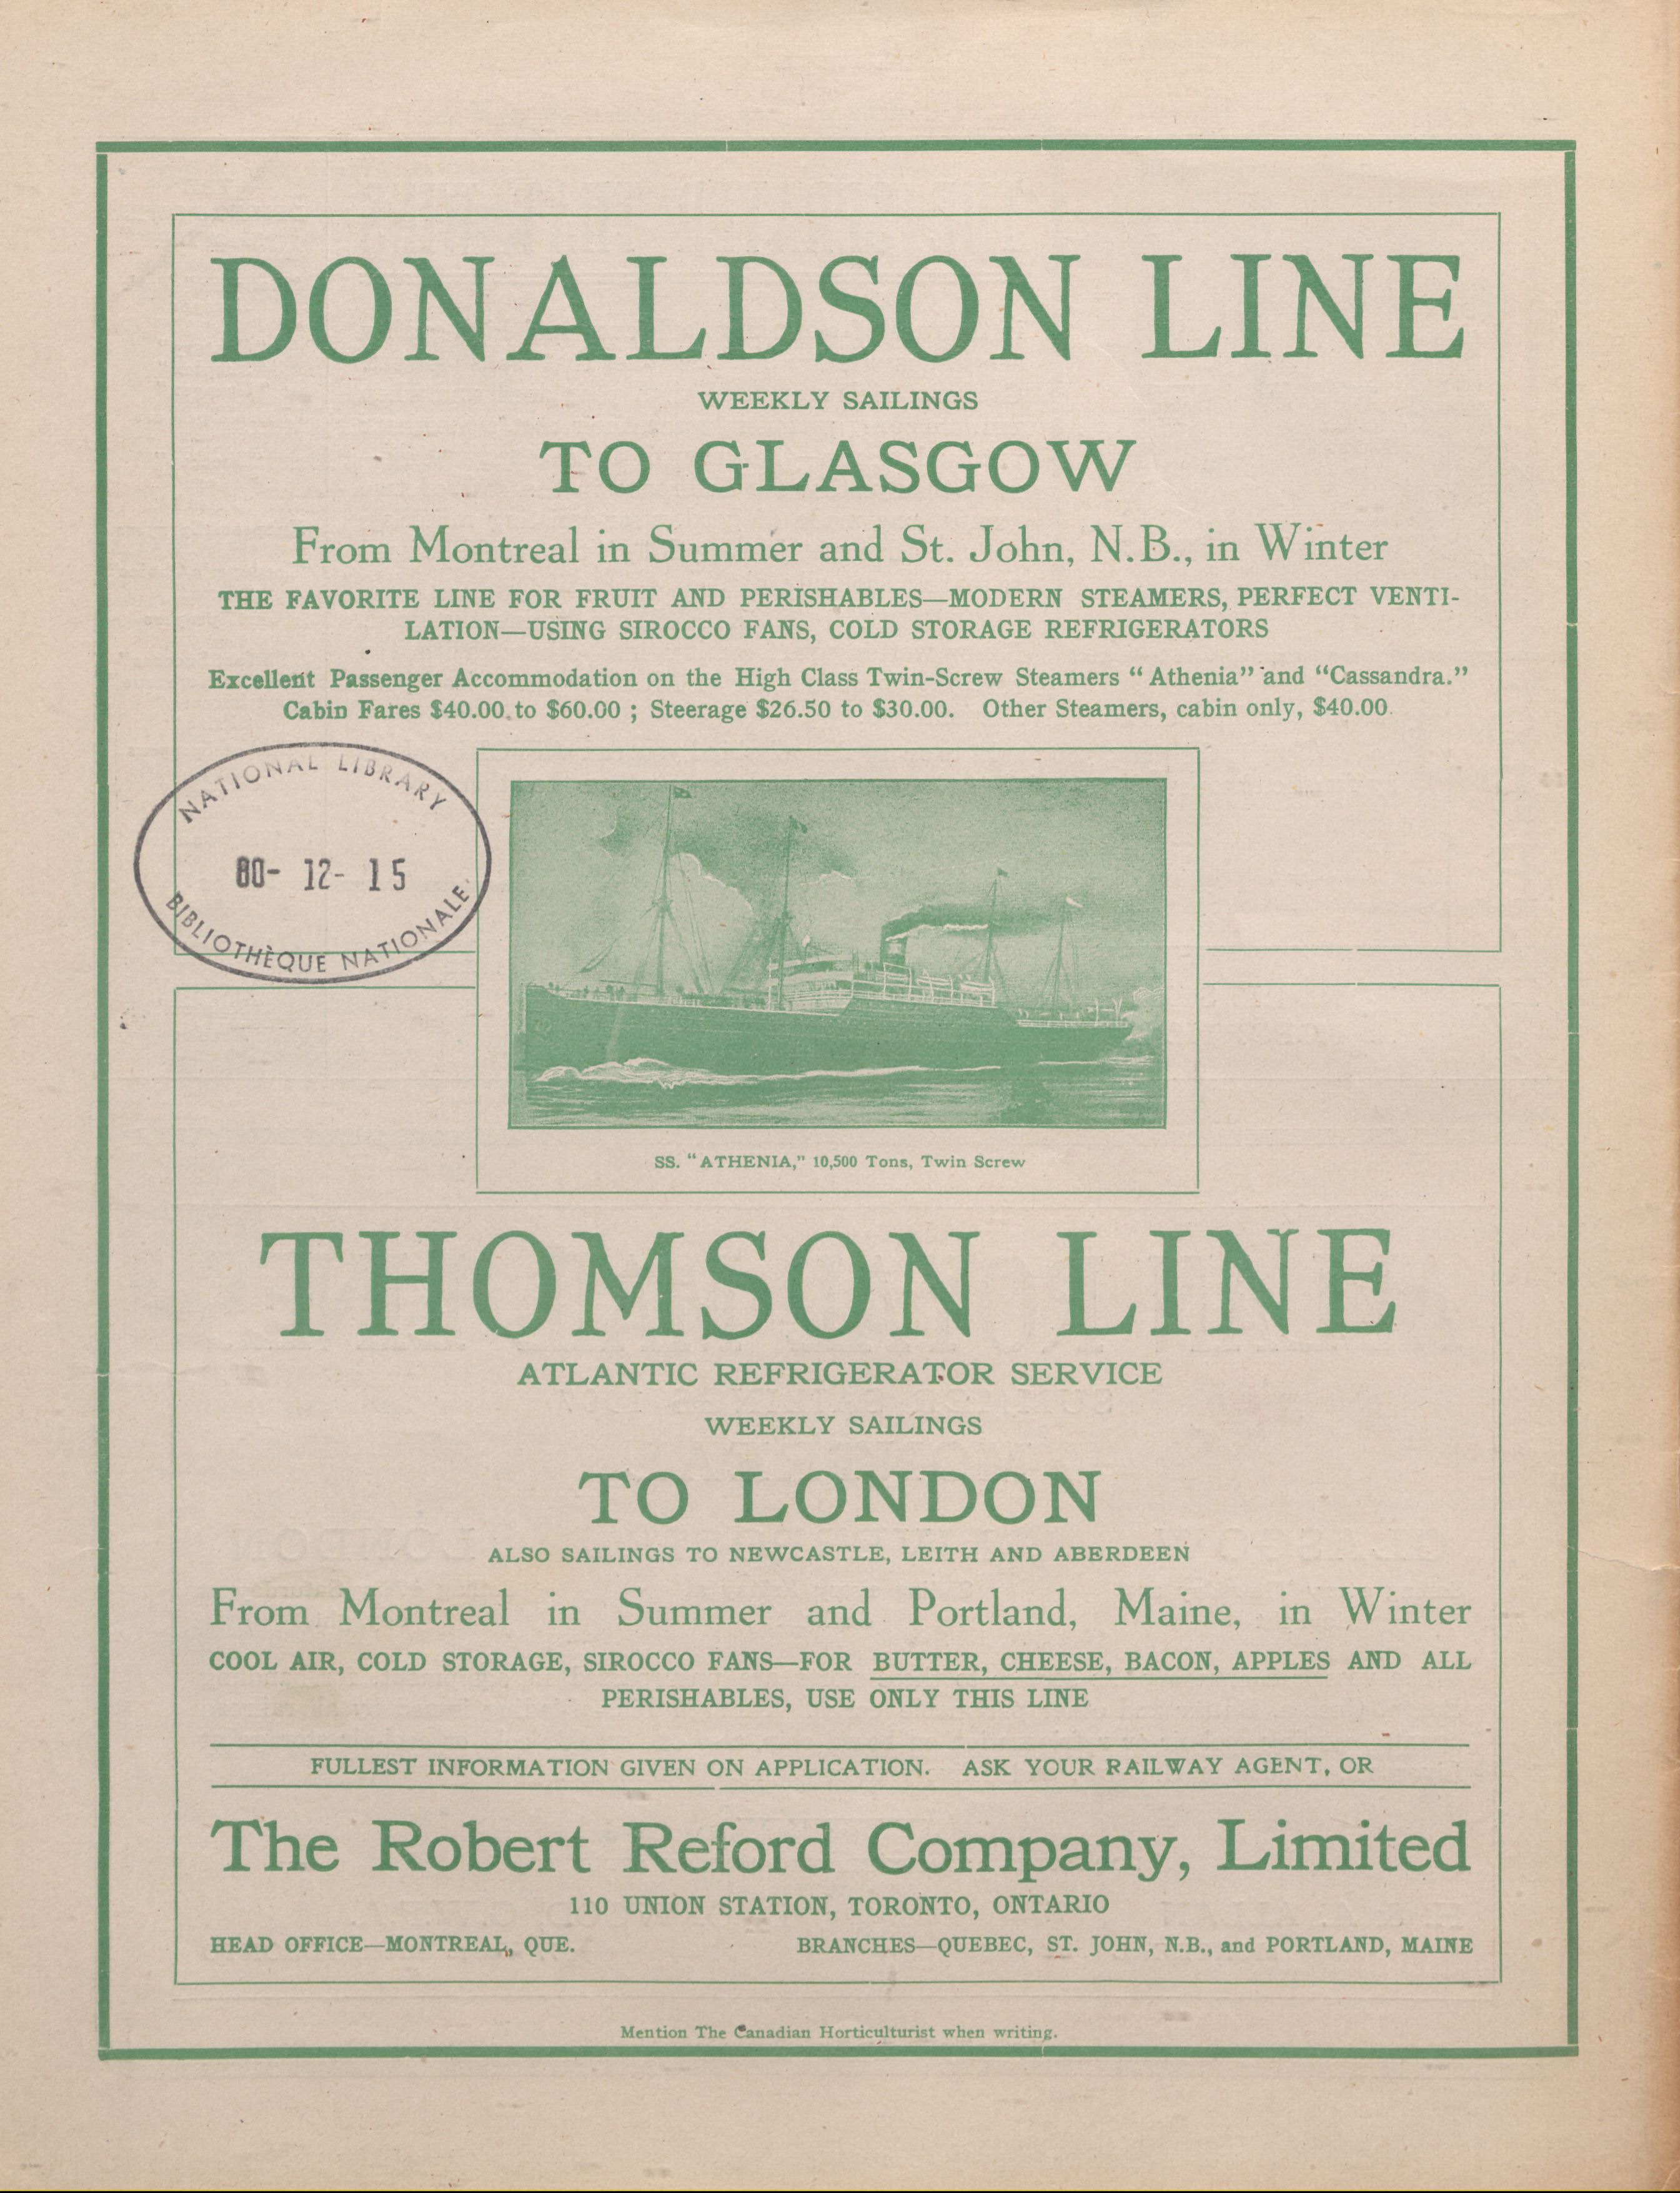 DONALDSON LINE
WEEKLY SAILINGS
TO GLASGOW
From Montreal in Summer and St. John, N.B., in Winter
THE FAVORITE LINE FOR FRUIT AND PERISHABLES—MODERN STEAMERS, PERFECT VENTI-
LATION—USING SIROCCO FANS, COLD STORAGE REFRIGERATORS
Excellent Passenger Accommodation on the High Class Twin-Screw Steamers “Athenia” and “Cassandra.”
Cabin Fares $40.00 to $60.00 ; Steerage $26.50 to $30.00. Other Steamers, cabin only, $40.00
NATIONAL LIBRARY
80- 12- 15
BIBLIOTHÈQUE NATIONALE
SS. “ATHENIA,” 10,500 Tons, Twin Screw
THOMSON LINE
ATLANTIC REFRIGERATOR SERVICE
WEEKLY SAILINGS
TO LONDON
ALSO SAILINGS TO NEWCASTLE, LEITH AND ABERDEEN
From Montreal in Summer and Portland, Maine, in Winter
COOL AIR, COLD STORAGE, SIROCCO FANS—FOR BUTTER, CHEESE, BACON, APPLES AND ALL
PERISHABLES, USE ONLY THIS LINE
FULLEST INFORMATION GIVEN ON APPLICATION. ASK YOUR RAILWAY AGENT, OR
The Robert Reford Company, Limited
110 UNION STATION, TORONTO, ONTARIO
HEAD OFFICE—MONTREAL, QUE. BRANCHES—QUEBEC, ST. JOHN, N.B., and PORTLAND, MAINE
Mention The Canadian Horticulturist when writing.